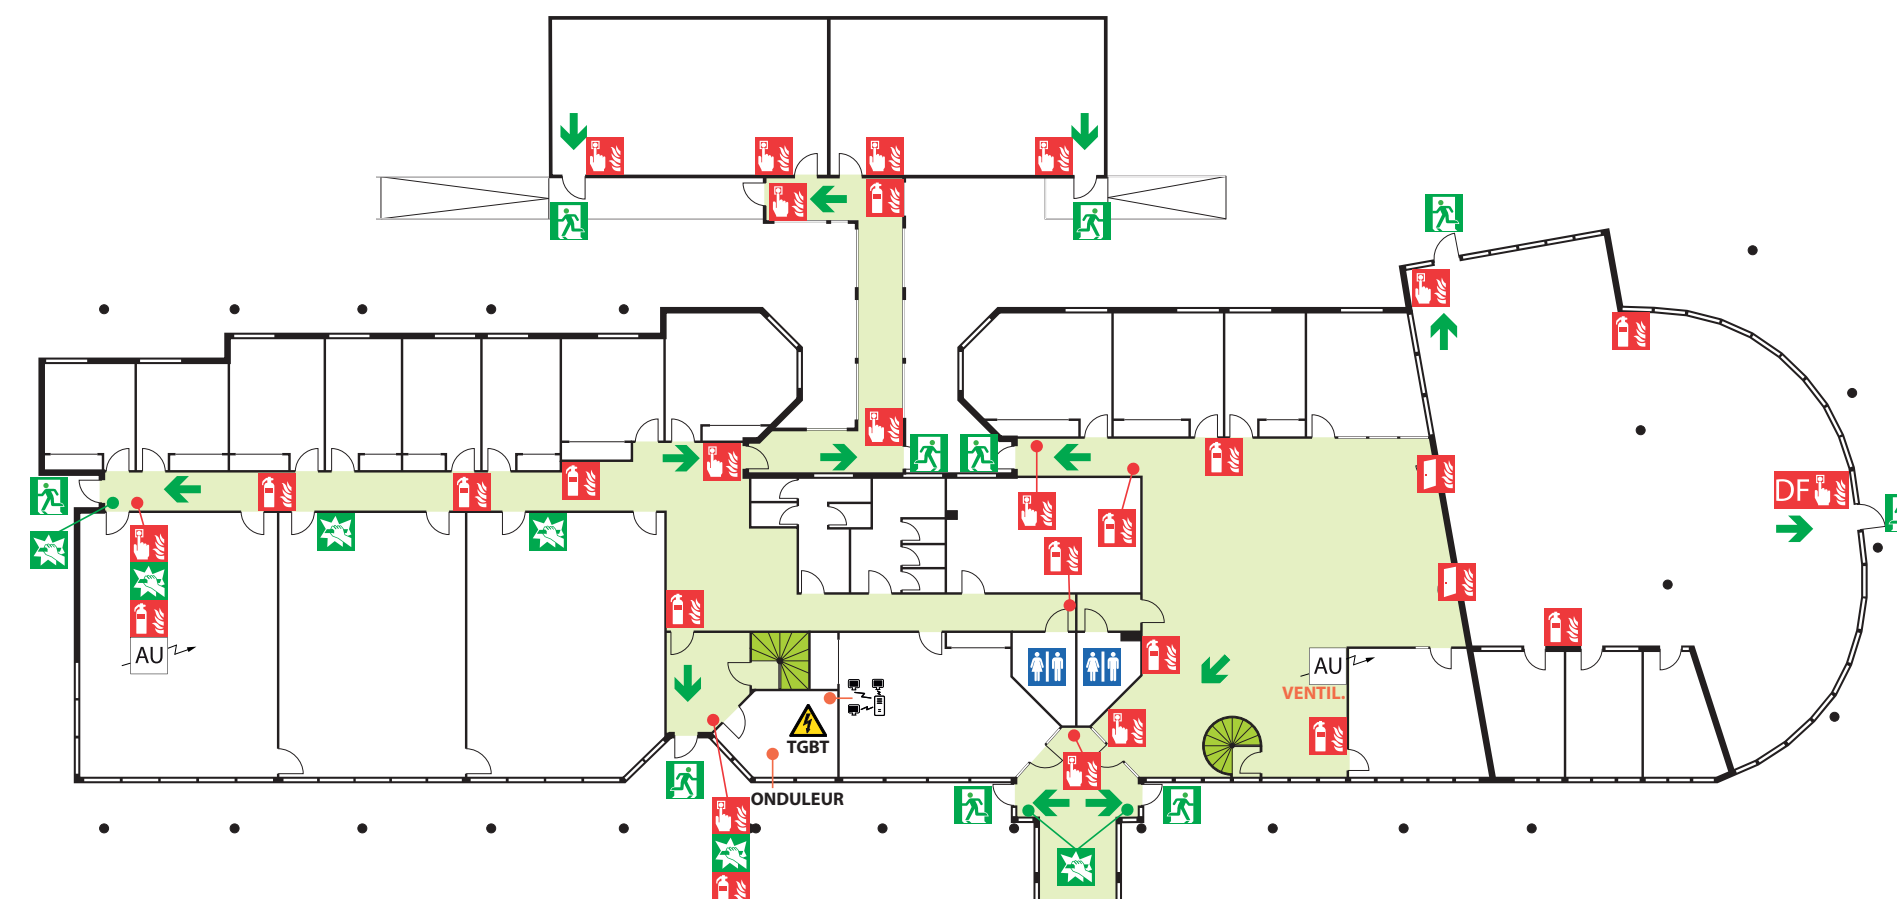 DF
AU
AU
VENTIL.
TGBT
ONDULEUR